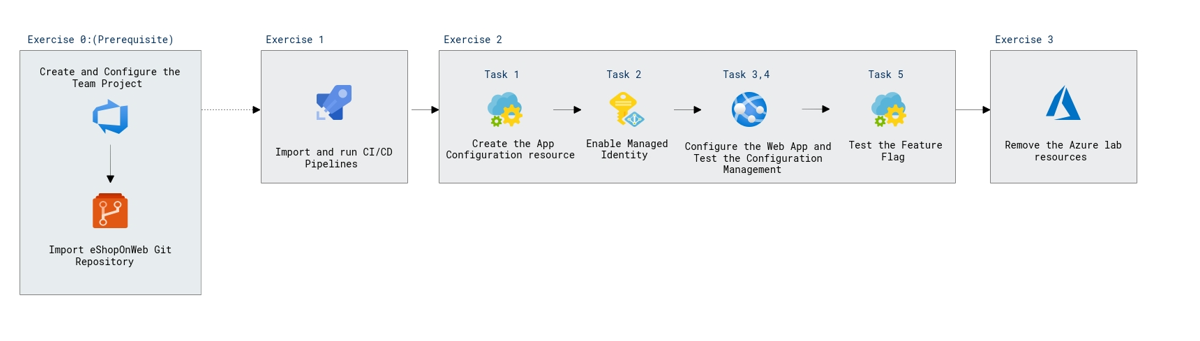 Exercise 0:(Prerequisite)
Create and Configure the
Team Project
Import eShopOnWeb Git
Repository
Exercise 1
Import and run CI/CD
Pipelines
Exercise 2
Task 1
Create the App
Configuration resource
Task 2
Enable Managed
Identity
Task 3,4
Configure the Web App and
Test the Configuration
Management
Task 5
Test the Feature
Flag
Exercise 3
Remove the Azure lab
resources